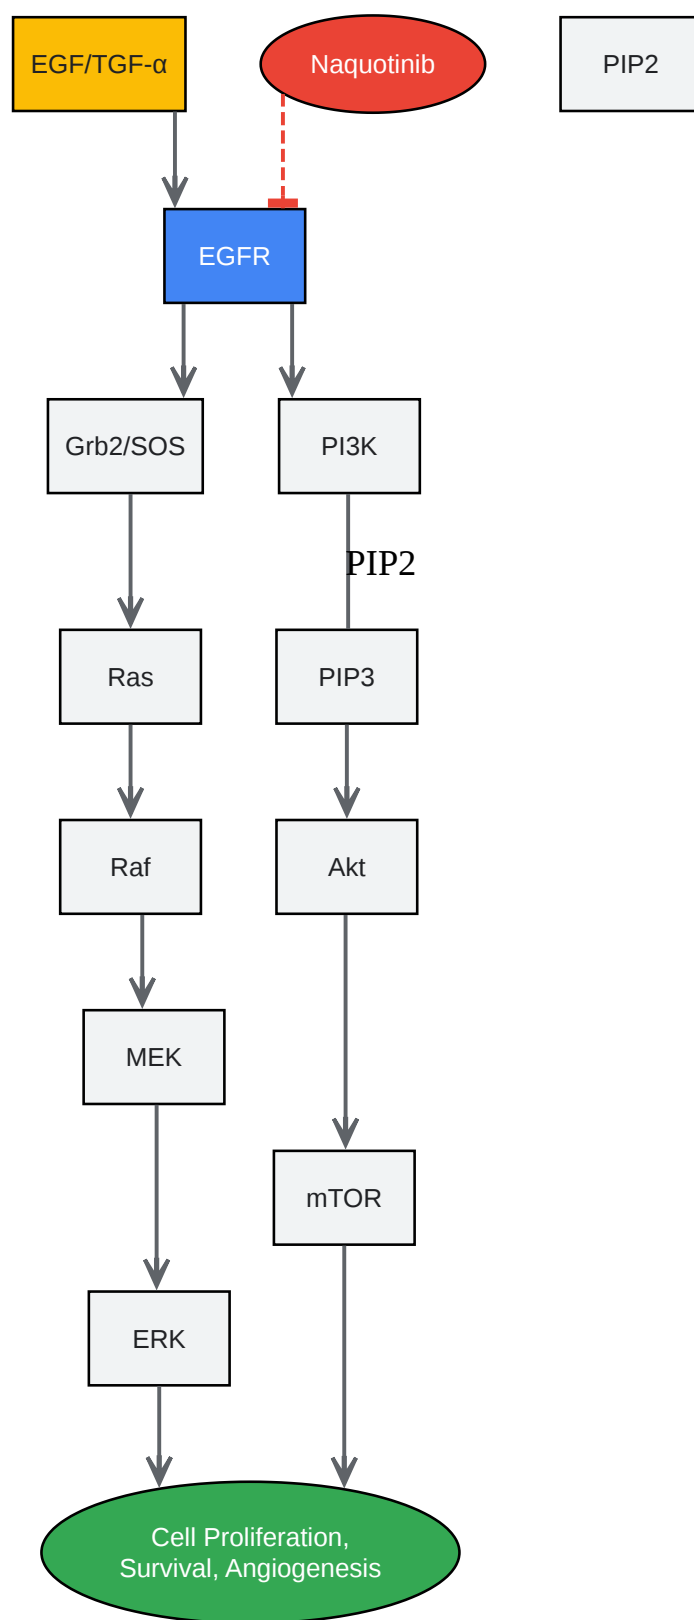 EGF/TGF-α
Naquotinib
PIP2
EGFR
Grb2/SOS
PI3K
PIP2
Ras
PIP3
Raf
Akt
MEK
mTOR
ERK
Cell Proliferation,
Survival, Angiogenesis